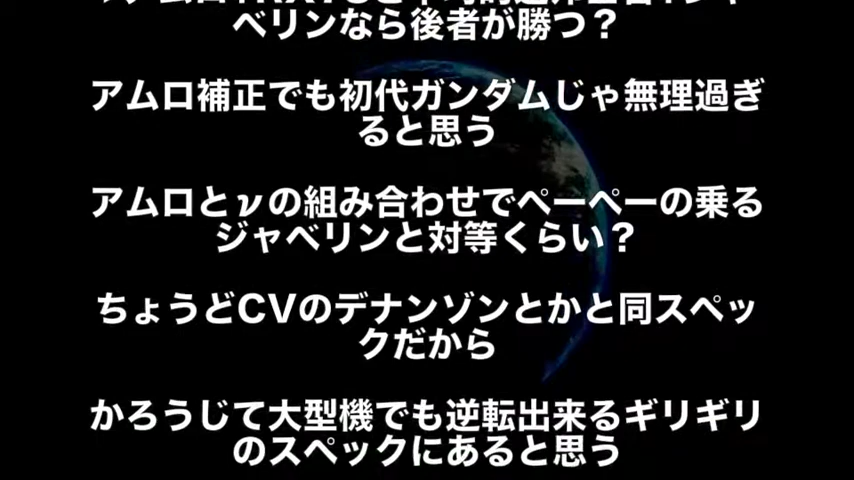 ベリンなら後者が勝つ？
アムロ補正でも初代ガンダムじゃ無理過ぎ
ると思う
アムロとνの組み合わせでぺーぺーの乗る
ジャベリンと対等くらい？
ちょうどCVのデナンゾンとかと同スペッ
クだから
かろうじて大型機でも逆転出来るギリギリ
のスペックにあると思う